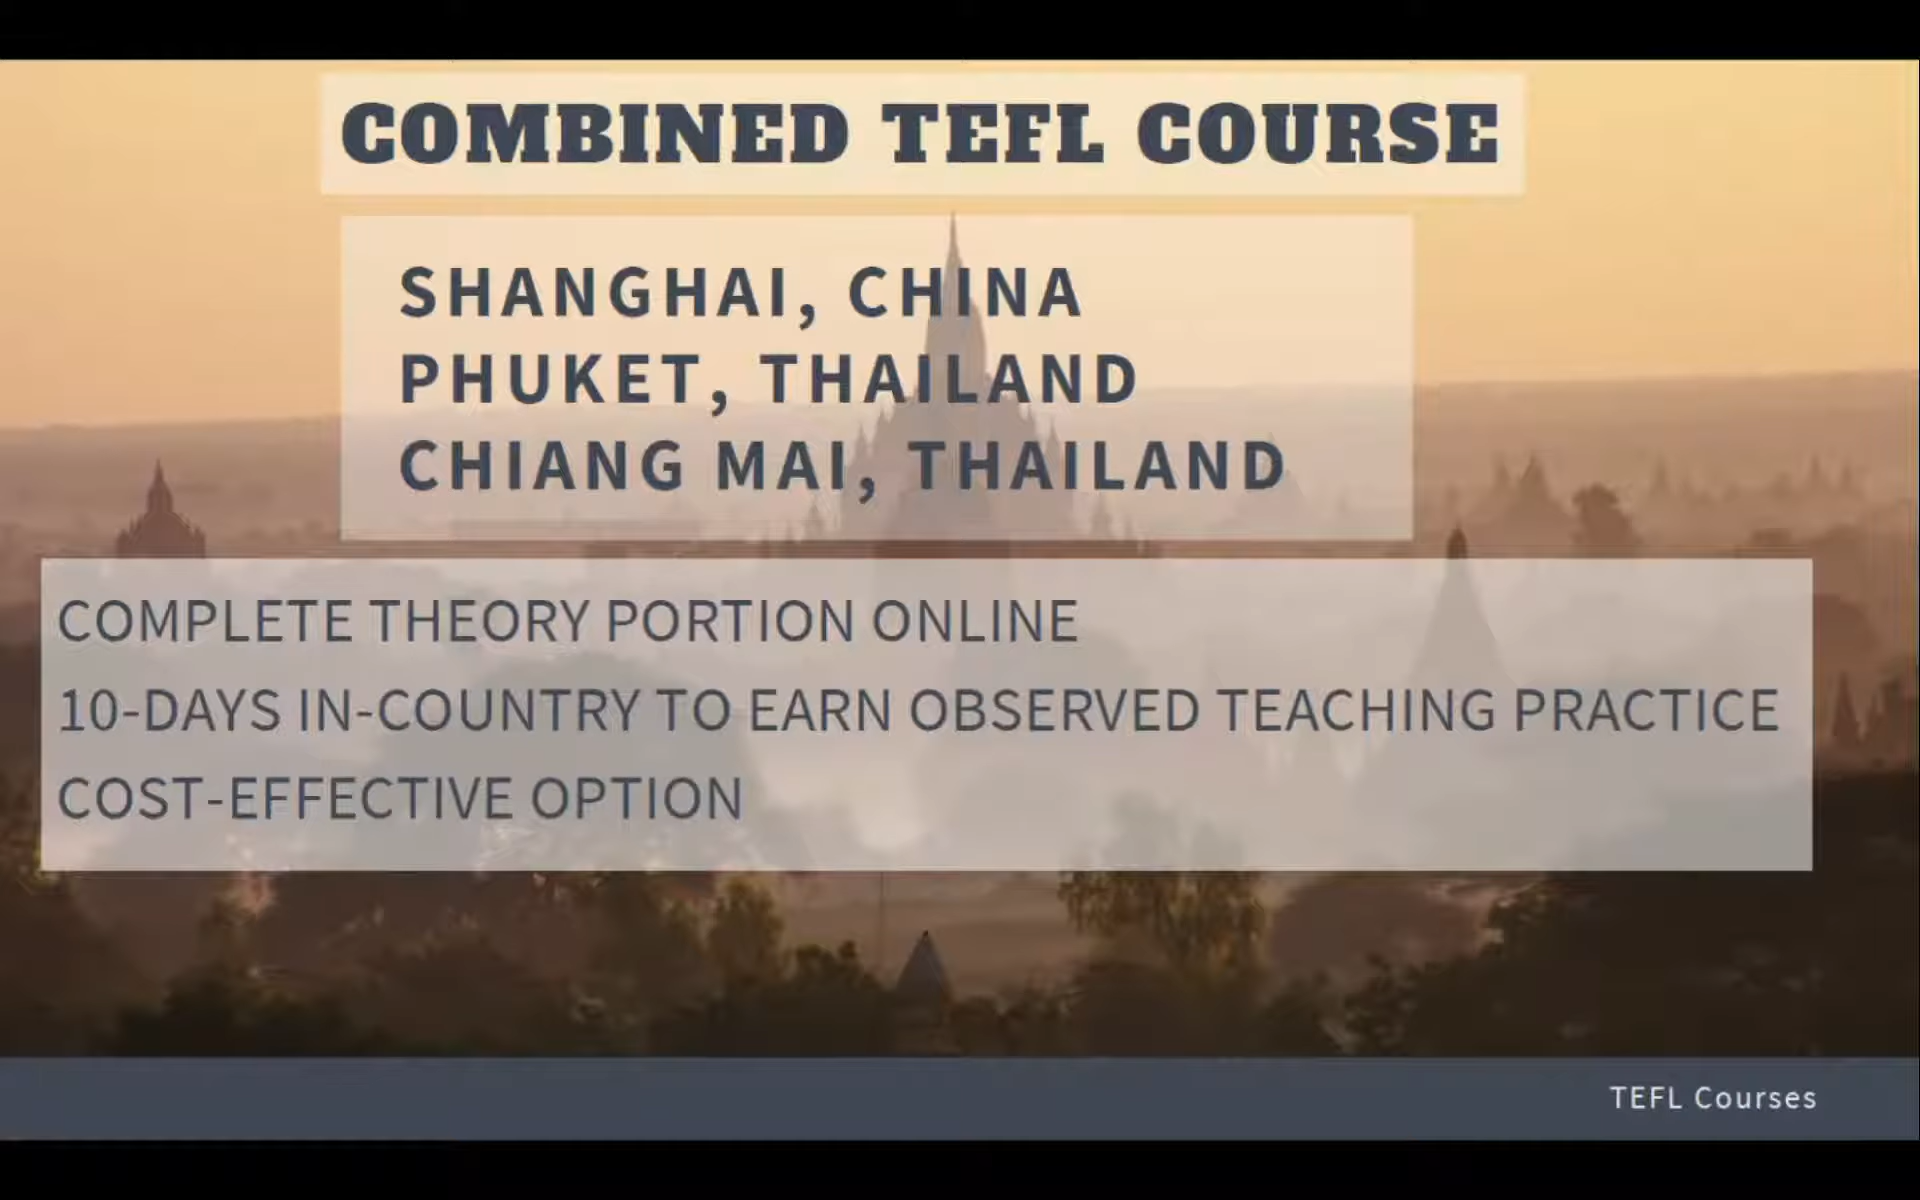 COMBINED TEFL COURSE
SHANGHAI, CHINA
PHUKET, THAILAND
CHIANG MAI, THAILAND
COMPLETE THEORY PORTION ONLINE
10-DAYS IN-COUNTRY TO EARN OBSERVED TEACHING PRACTICE
COST-EFFECTIVE OPTION
TEFL Courses